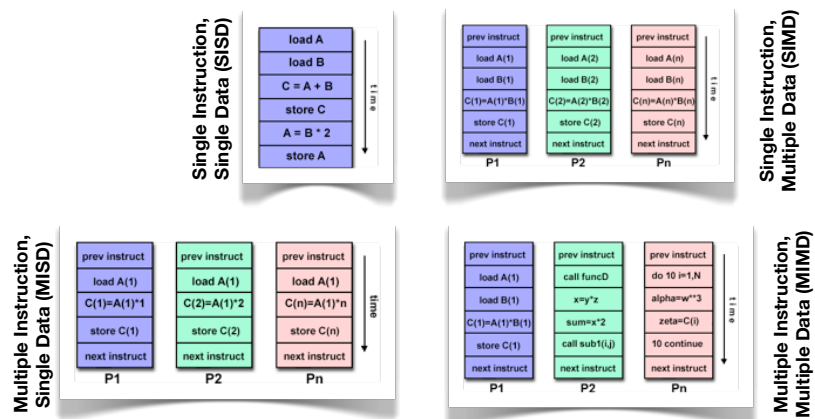 Single Instruction,
Single Data (SISD)
load A
load B
C = A + B
store C
A = B * 2
store A
time
prev instruct
load A(1)
load B(1)
C(1)=A(1)*B(1)
store C(1)
next instruct
P1
prev instruct
load A(2)
load B(2)
C(2)=A(2)*B(2)
store C(2)
next instruct
P2
prev instruct
load A(n)
load B(n)
C(n)=A(n)*B(n)
store C(n)
next instruct
Pn
time
Single Instruction,
Multiple Data (SIMD)
Multiple Instruction,
Single Data (MISD)
prev instruct
load A(1)
C(1)=A(1)*1
store C(1)
next instruct
P1
prev instruct
load A(1)
C(2)=A(1)*2
store C(2)
next instruct
P2
prev instruct
load A(1)
C(n)=A(1)*n
store C(n)
next instruct
Pn
time
prev instruct
load A(1)
load B(1)
C(1)=A(1)*B(1)
store C(1)
next instruct
P1
prev instruct
call funcD
x=y*z
sum=x*2
call sub1(i,j)
next instruct
P2
prev instruct
do 10 i=1,N
alpha=w**3
zeta=C(i)
10 continue
next instruct
Pn
time
Multiple Instruction,
Multiple Data (MIMD)